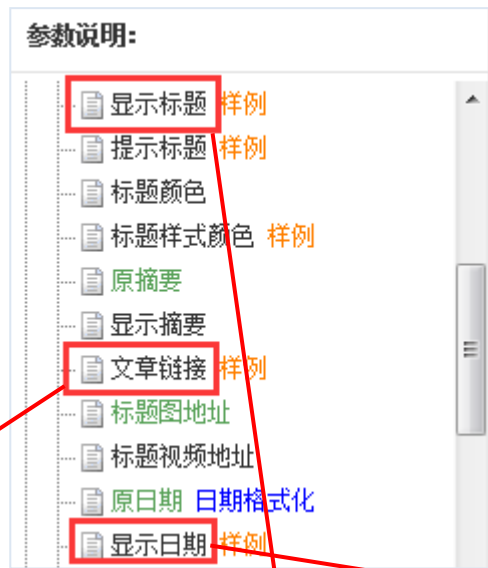 参数说明:
显示标题 样例
提示标题 样例
标题颜色
标题样式颜色 样例
原摘要
显示摘要
文章链接 样例
标题图地址
标题视频地址
原日期 日期格式化
显示日期 样例